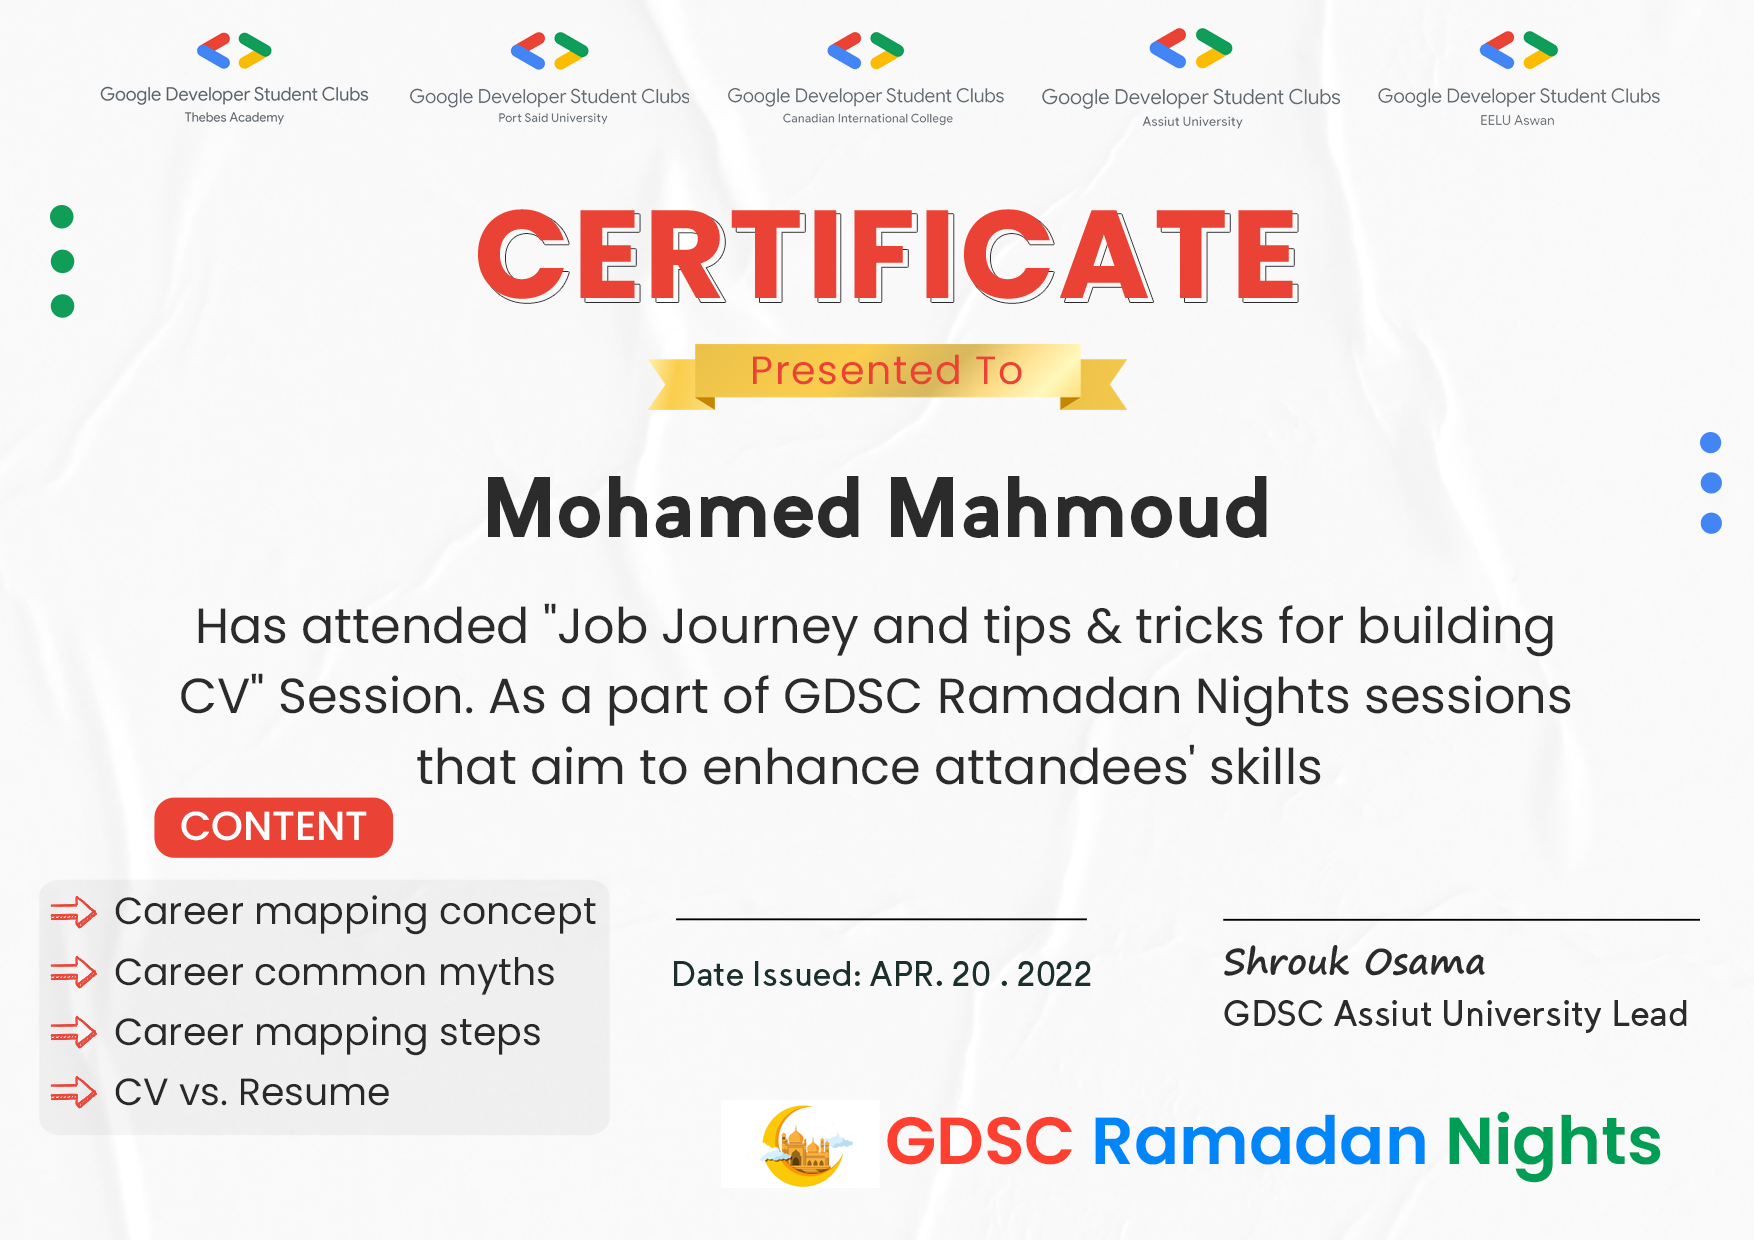 Google Developer Student Clubs
Thebes Academy
Google Developer Student Clubs
Port Said University
Google Developer Student Clubs
Canadian International College
Google Developer Student Clubs
Assiut University
Google Developer Student Clubs
EELU Aswan
CERTIFICATE
Presented To
Mohamed Mahmoud
Has attended "Job Journey and tips & tricks for building
CV" Session. As a part of GDSC Ramadan Nights sessions
that aim to enhance attandees' skills
CONTENT
Career mapping concept
Career common myths
Career mapping steps
CV vs. Resume
Date Issued: APR. 20 . 2022
Shrouk Osama
GDSC Assiut University Lead
GDSC Ramadan Nights